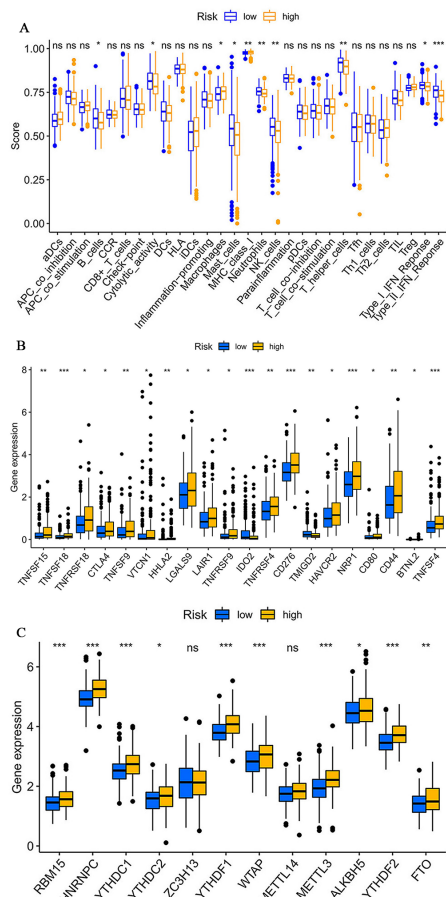 A
Risk low high
ns ns ns * ns ns ns * ns ns ns ns * * ** ** ** ns ns ns ns ** ns ns ns ns ns * ***
Score
1.00
0.75
0.50
0.25
0.00
aDCs
APC_co_inhibition
APC_co_stimulation
B_cells
CCR
CD8+_T_cells
Check-point
Cytolytic_activity
DCs
HLA
iDCs
Inflammation-promoting
Macrophages
Mast_cells
MHC_class_I
Neutrophils
NK_cells
Parainflammation
pDCs
T_cell_co-inhibition
T_cell_co-stimulation
T_helper_cells
Tfh
Th1_cells
Th2_cells
TIL
Treg
Type_I_IFN_Reponse
Type_II_IFN_Reponse
B
Risk low high
** *** * * ** * * * * * *** ** *** ** * *** * ** * ***
Gene expression
8
6
4
2
0
TNFSF15
TNFSF18
TNFRSF18
CTLA4
TNFSF9
VTCN1
HHLA2
LGALS9
LAIR1
TNFRSF9
IDO2
TNFRSF4
CD276
TMIGD2
HAVCR2
NRP1
CD80
CD44
BTNL2
TNFSF4
C
Risk low high
*** *** *** * ns *** *** ns *** * *** ***
Gene expression
6
4
2
0
RBM15
HNRNPC
YTHDC1
YTHDC2
ZC3H13
YTHDF1
WTAP
METTL14
METTL3
ALKBH5
YTHDF2
FTO